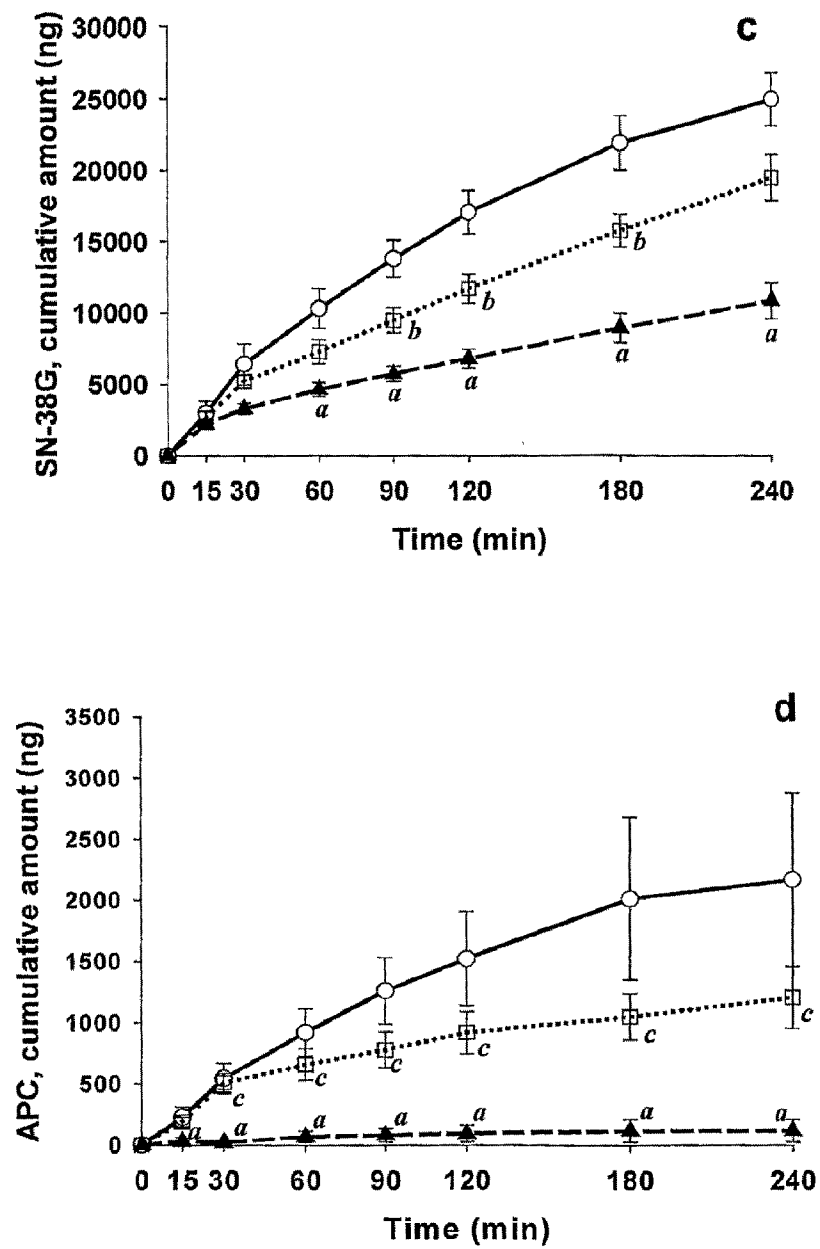 c
SN-38G, cumulative amount (ng)
30000
25000
20000
15000
10000
5000
0
b
b
b
a
a
a
a
a
0 15 30 60 90 120 180 240
Time (min)
d
APC, cumulative amount (ng)
3500
3000
2500
2000
1500
1000
500
0
c
c
c
c
c
c
a
a
a
a
a
a
a
0 15 30 60 90 120 180 240
Time (min)